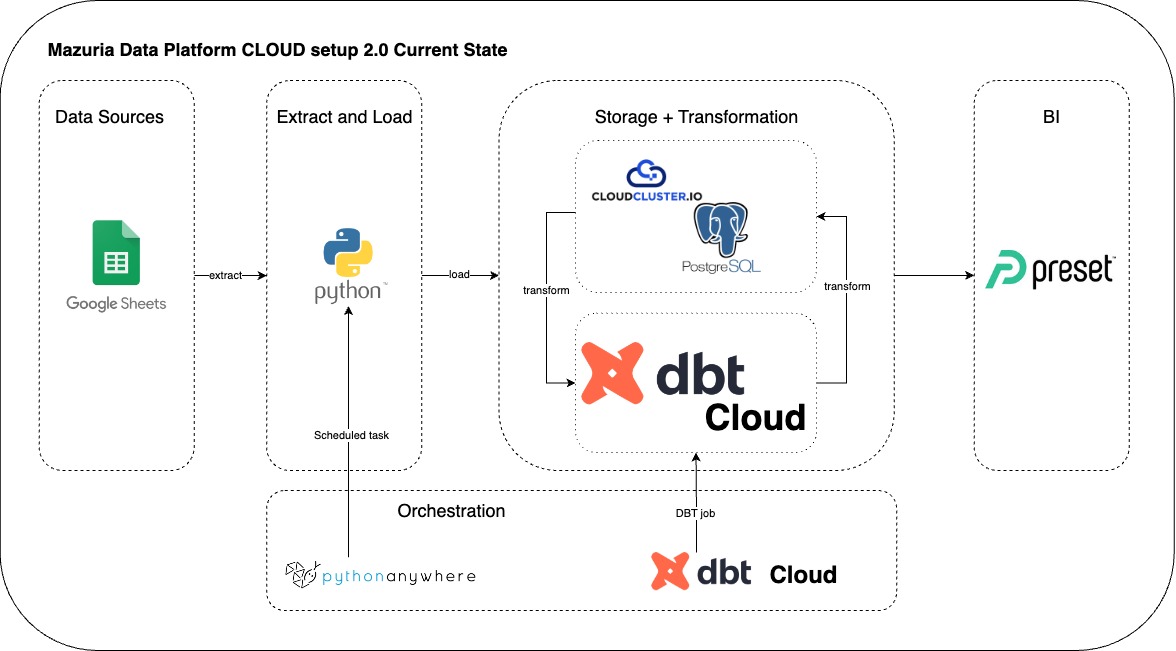 Mazuria Data Platform CLOUD setup 2.0 Current State
Data Sources
Extract and Load
Storage + Transformation
BI
CLOUDCLUSTER.IO
PostgreSQL
Google Sheets
extract
python™
load
transform
transform
preset™
dbt
Cloud
Scheduled task
Orchestration
DBT job
pythonanywhere
dbt Cloud